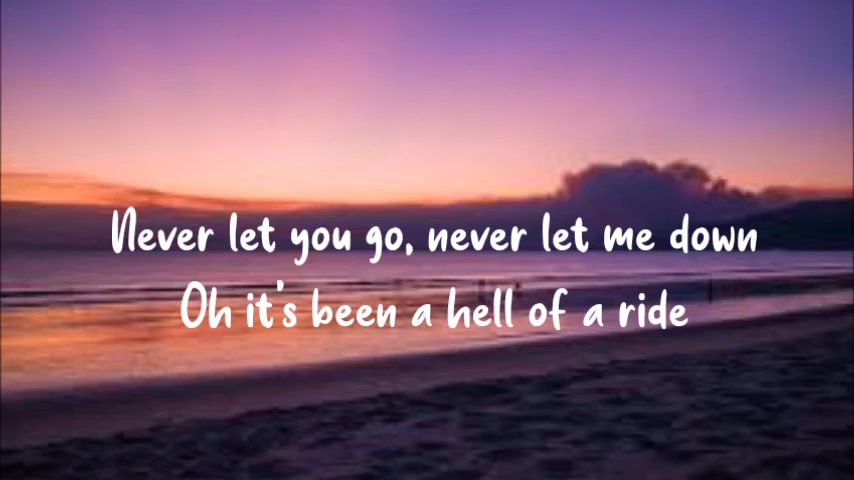 Never let you go, never let me down
Oh it's been a hell of a ride